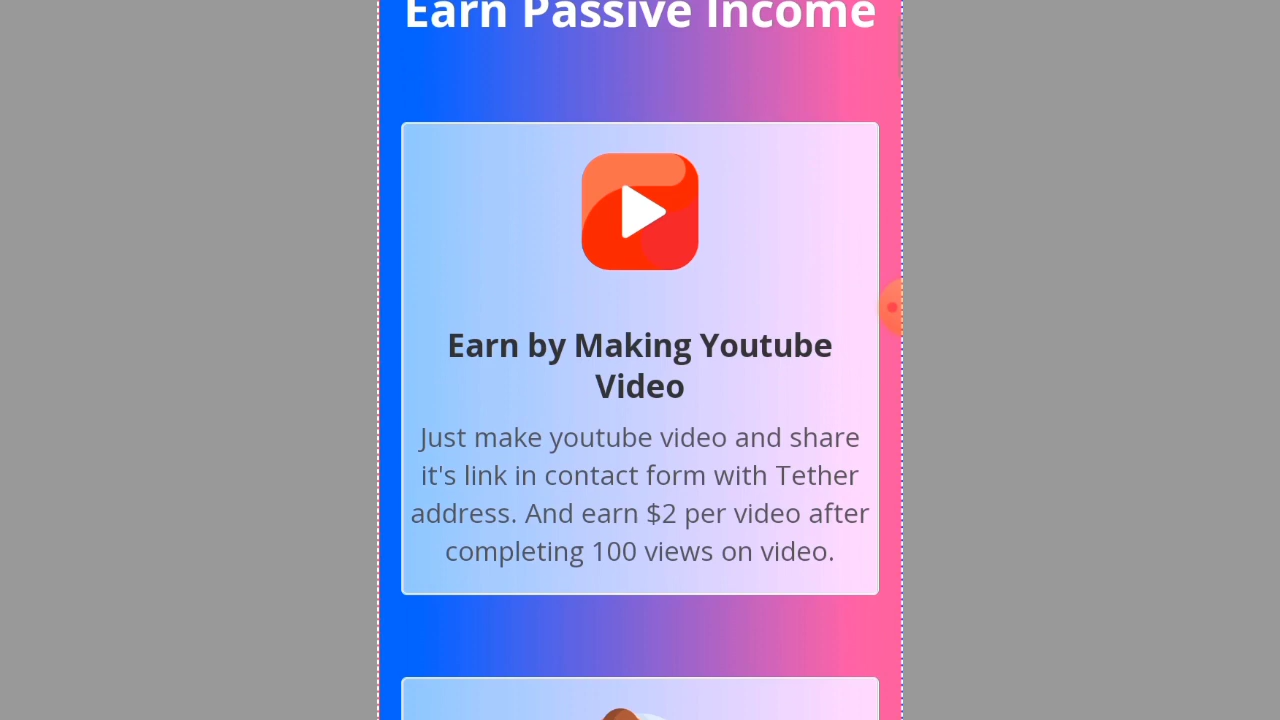 Earn Passive Income
Earn by Making Youtube
Video
Just make youtube video and share
it's link in contact form with Tether
address. And earn $2 per video after
completing 100 views on video.